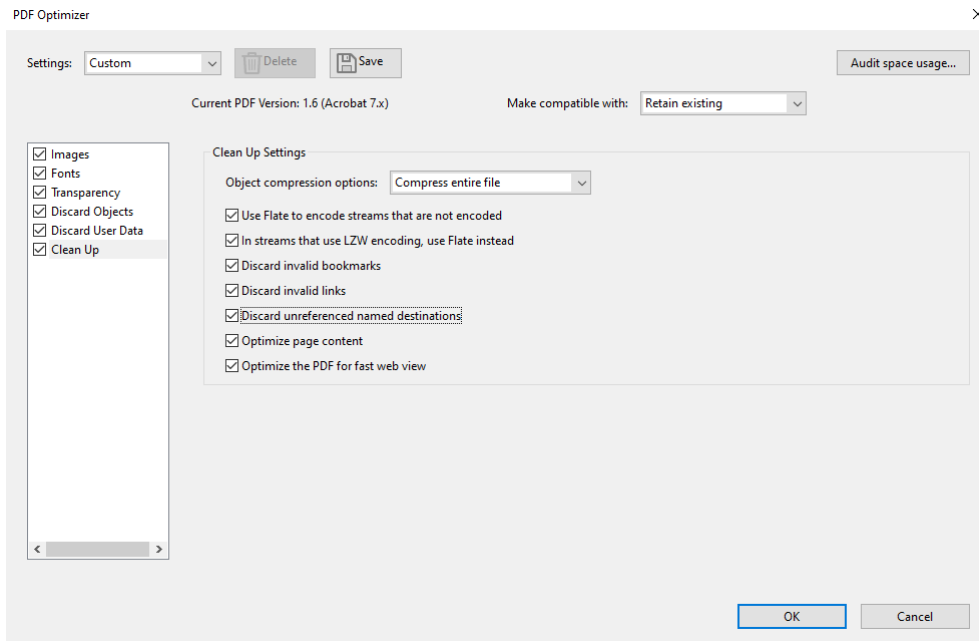 PDF Optimizer
Settings: Custom Delete Save Audit space usage...
Current PDF Version: 1.6 (Acrobat 7.x) Make compatible with: Retain existing
Images
Fonts
Transparency
Discard Objects
Discard User Data
Clean Up
Clean Up Settings
Object compression options: Compress entire file
Use Flate to encode streams that are not encoded
In streams that use LZW encoding, use Flate instead
Discard invalid bookmarks
Discard invalid links
Discard unreferenced named destinations
Optimize page content
Optimize the PDF for fast web view
OK Cancel